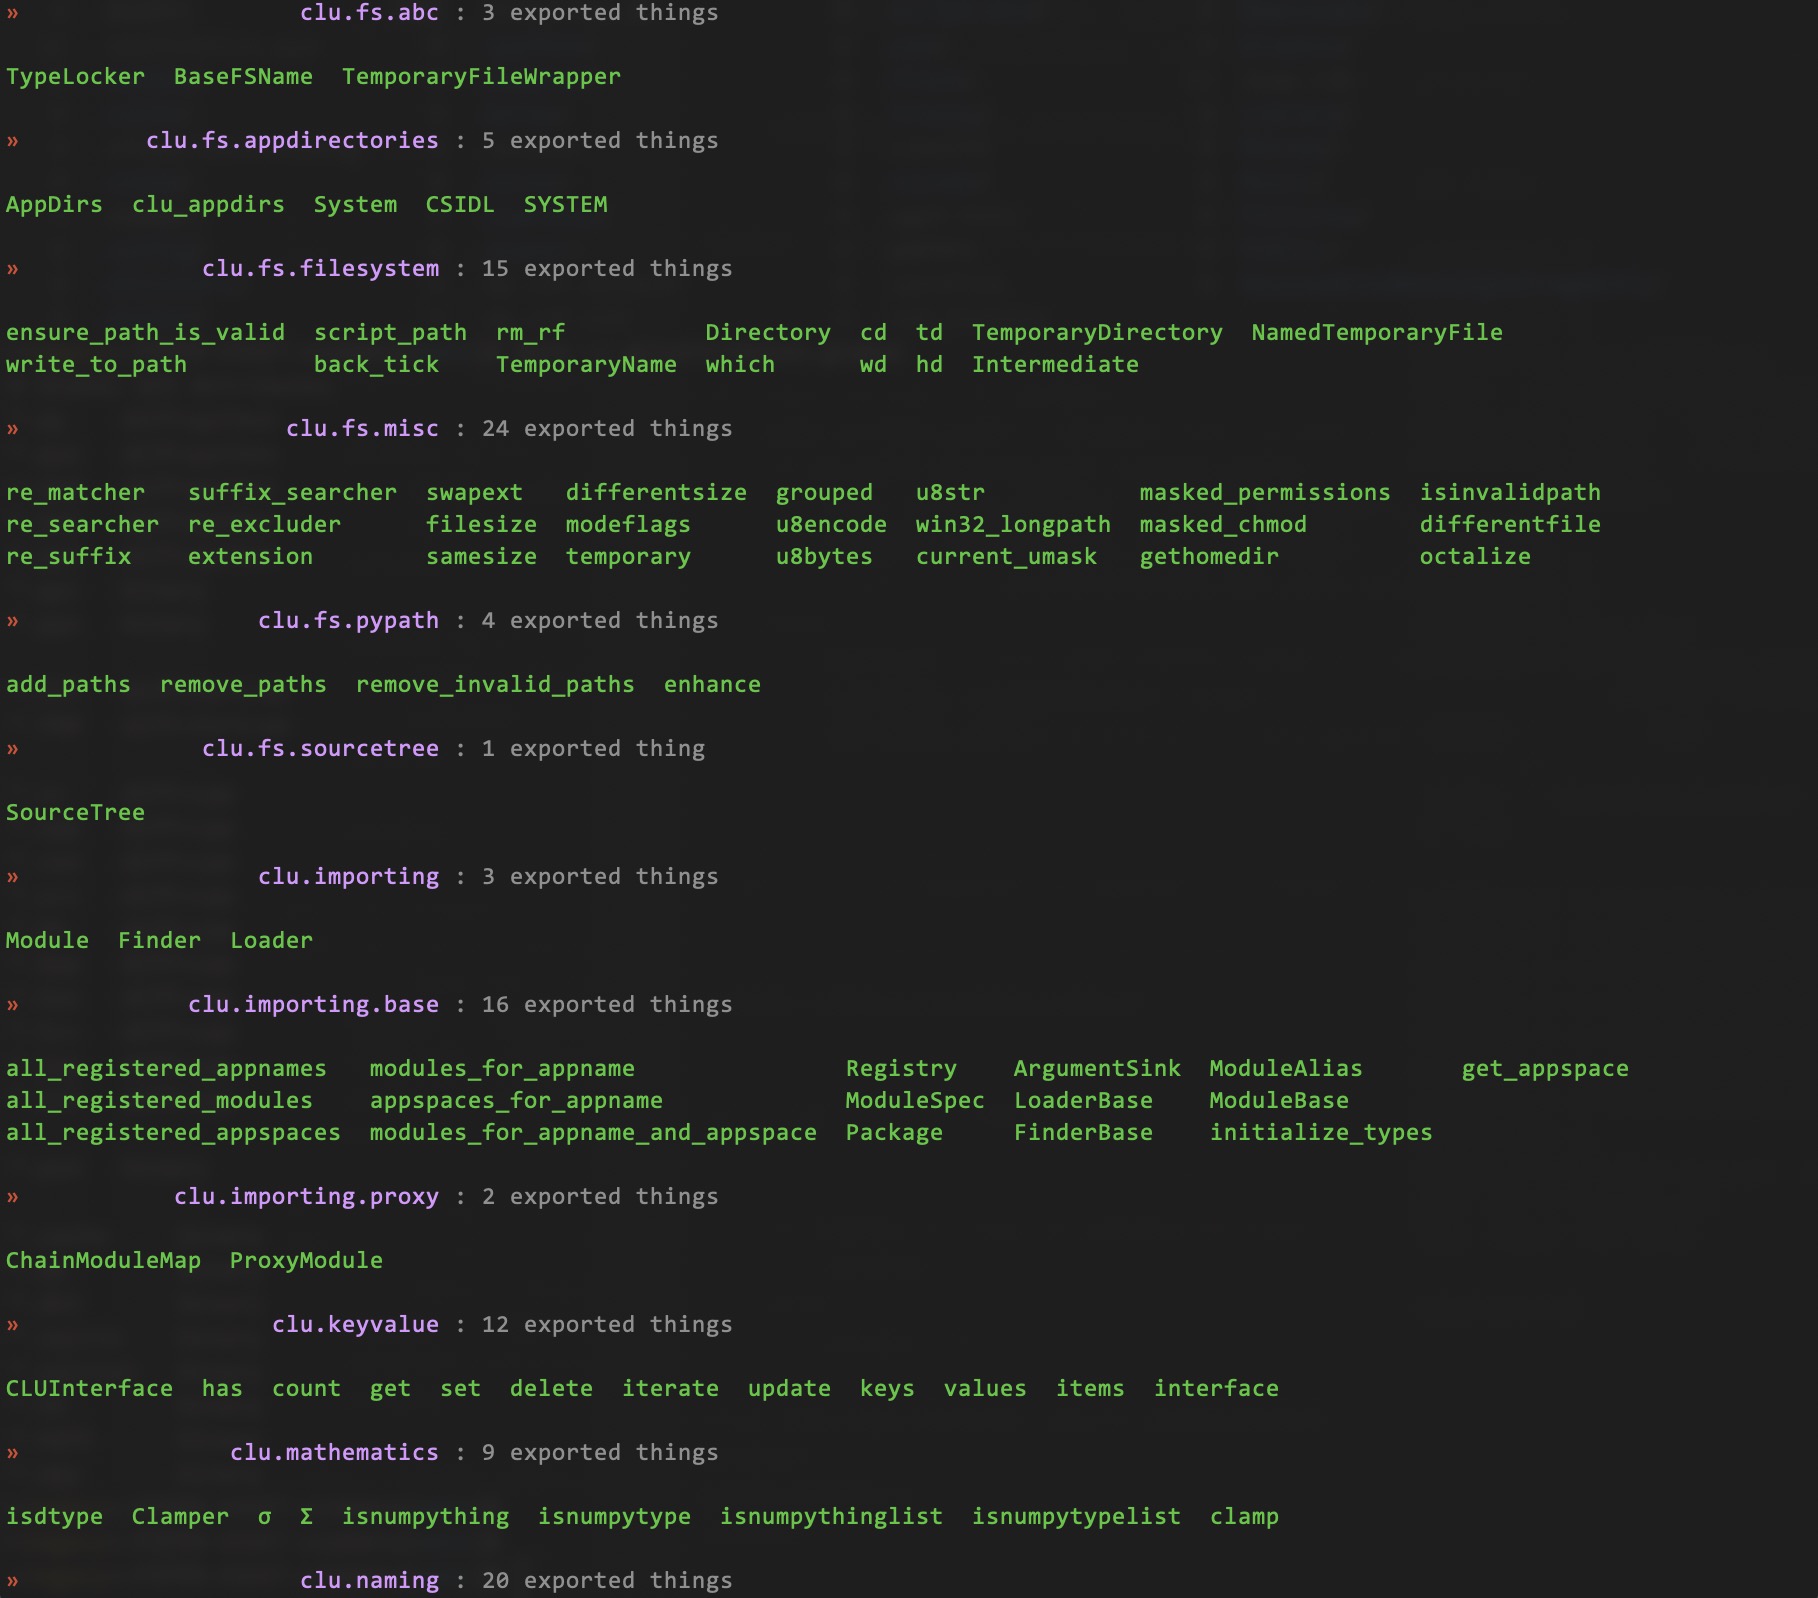 » clu.fs.abc : 3 exported things
TypeLocker BaseFSName TemporaryFileWrapper
» clu.fs.appdirectories : 5 exported things
AppDirs clu_appdirs System CSIDL SYSTEM
» clu.fs.filesystem : 15 exported things
ensure_path_is_valid script_path rm_rf Directory cd td TemporaryDirectory NamedTemporaryFile
write_to_path back_tick TemporaryName which wd hd Intermediate
» clu.fs.misc : 24 exported things
re_matcher suffix_searcher swapext differentsize grouped u8str masked_permissions isinvalidpath
re_searcher re_excluder filesize modeflags u8encode win32_longpath masked_chmod differentfile
re_suffix extension samesize temporary u8bytes current_umask gethomedir octalize
» clu.fs.pypath : 4 exported things
add_paths remove_paths remove_invalid_paths enhance
» clu.fs.sourcetree : 1 exported thing
SourceTree
» clu.importing : 3 exported things
Module Finder Loader
» clu.importing.base : 16 exported things
all_registered_appnames modules_for_appname Registry ArgumentSink ModuleAlias get_appspace
all_registered_modules appspaces_for_appname ModuleSpec LoaderBase ModuleBase
all_registered_appspaces modules_for_appname_and_appspace Package FinderBase initialize_types
» clu.importing.proxy : 2 exported things
ChainModuleMap ProxyModule
» clu.keyvalue : 12 exported things
CLUInterface has count get set delete iterate update keys values items interface
» clu.mathematics : 9 exported things
isdtype Clamper σ Σ isnumpything isnumpytype isnumpythinglist isnumpytypelist clamp
» clu.naming : 20 exported things